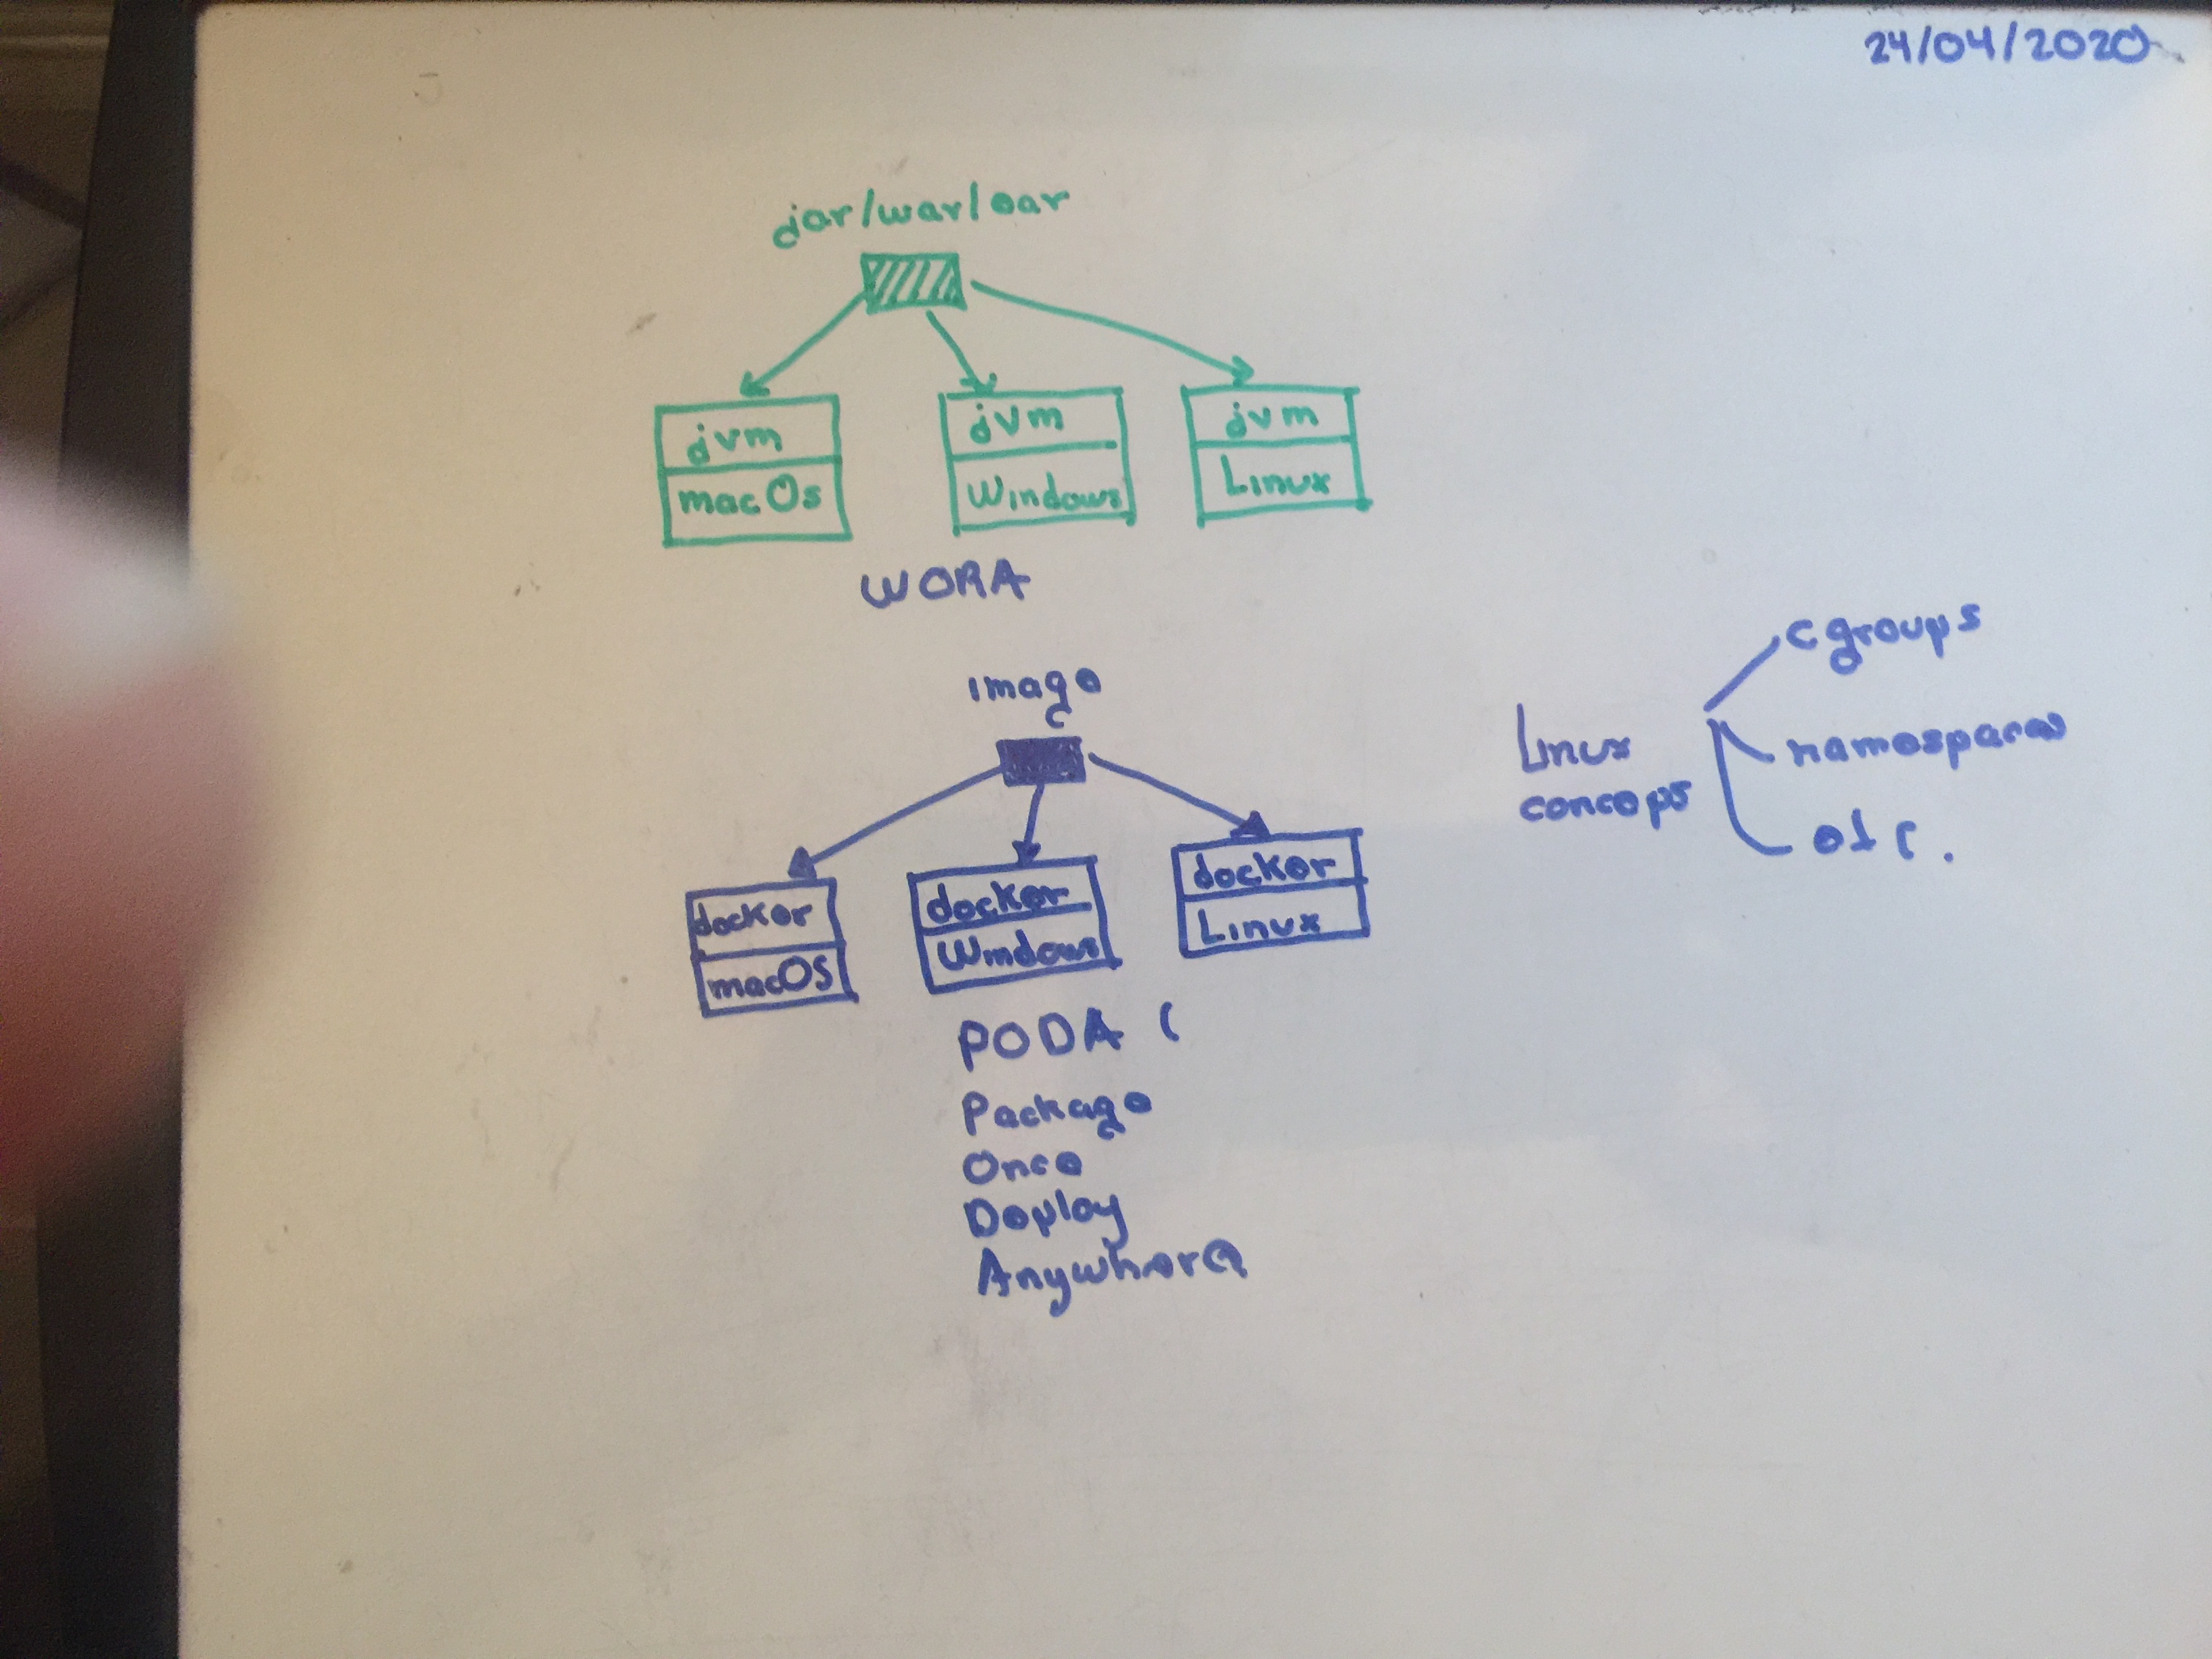 24/04/2020
jar/war/ear
jvm
macOs
jvm
Windows
jvm
Linux
WORA
image
docker
macOS
docker
Windows
docker
Linux
PODA (
Package
Once
Deploy
Anywhere
Linux
conceps
cgroups
namespaces
etc.